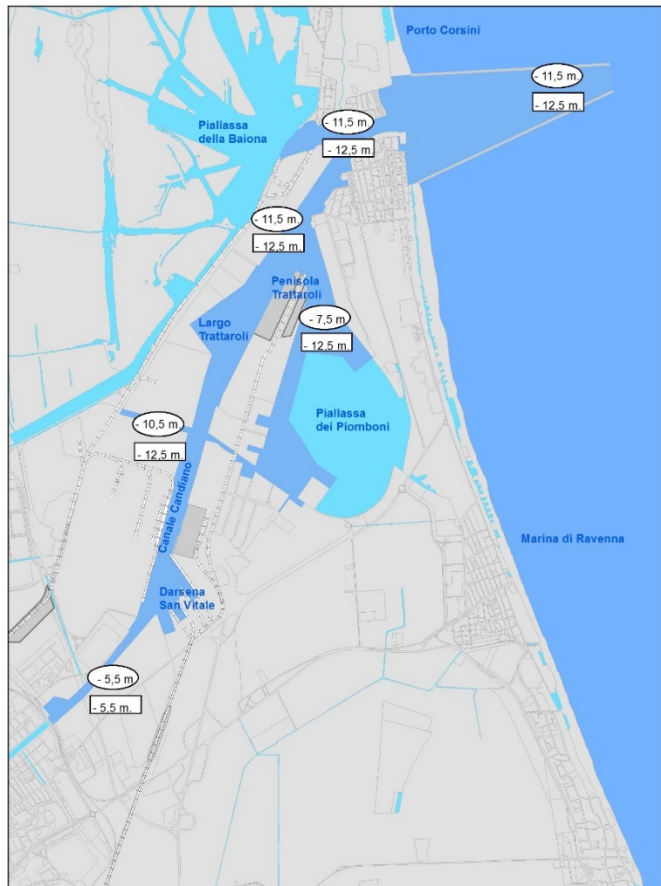 Porto Corsini
- 11,5 m.
- 12,5 m.
Piallassa
della Baiona
- 11,5 m.
- 12,5 m.
- 11,5 m.
- 12,5 m.
Penisola
Trattaroli
Largo
Trattaroli
- 7,5 m
- 12,5 m.
Piallassa
dei Piomboni
- 10,5 m.
- 12,5 m.
Canale Candiano
Marina di Ravenna
Darsena
San Vitale
- 5,5 m
- 5,5 m.